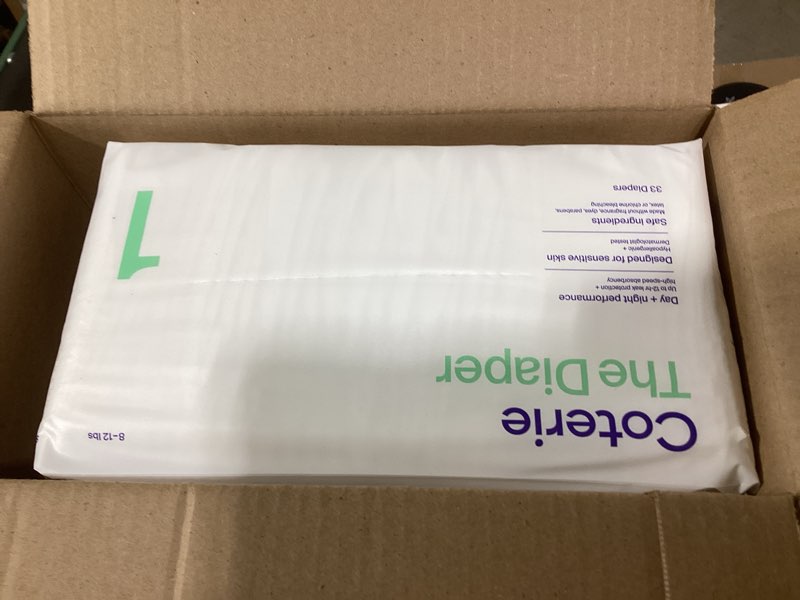 Coterie
The Diaper
Day + night performance
Up to 12-hr leak protection +
high-speed absorbency
Designed for sensitive skin
Hypoallergenic +
Dermatologist tested
Safe ingredients
Made without fragrance, dyes, parabens,
latex, or chlorine bleaching
33 Diapers
8–12 lbs
1